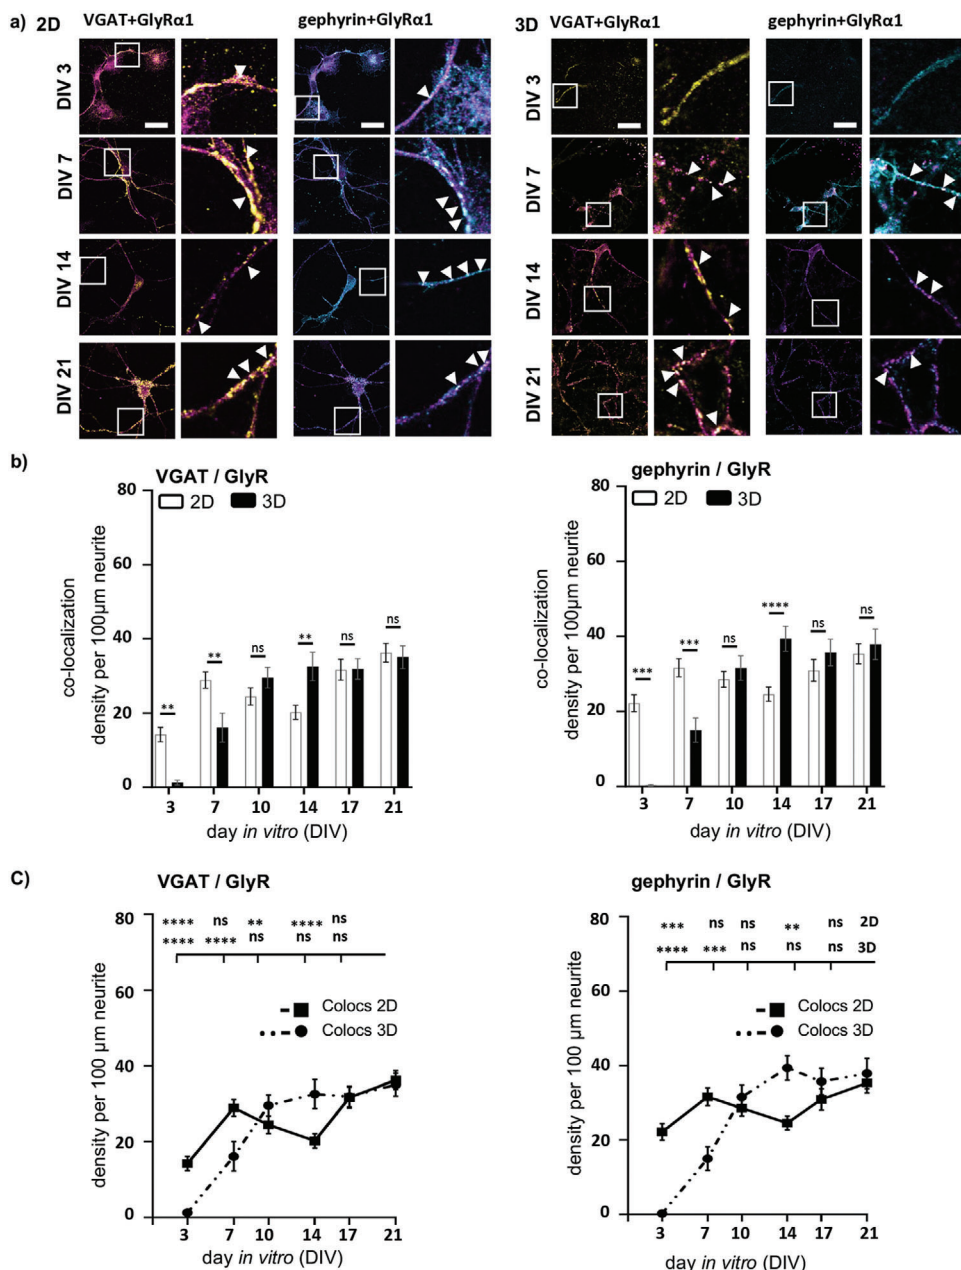 a) 2D VGAT+GlyRα1 gephyrin+GlyRα1 3D VGAT+GlyRα1 gephyrin+GlyRα1
DIV 3 DIV 3
DIV 7 DIV 7
DIV 14 DIV 14
DIV 21 DIV 21
b)
VGAT / GlyR
2D 3D
co-localization
density per 100µm neurite
80
60
40
20
0
** ** ns ** ns ns
3 7 10 14 17 21
day in vitro (DIV)
gephyrin / GlyR
2D 3D
co-localization
density per 100µm neurite
80
60
40
20
0
*** *** ns **** ns ns
3 7 10 14 17 21
day in vitro (DIV)
C)
VGAT / GlyR
density per 100 µm neurite
80
60
40
20
0
**** ns ** **** ns
**** **** ns ns ns
Colocs 2D
Colocs 3D
3 7 10 14 17 21
day in vitro (DIV)
gephyrin / GlyR
density per 100 µm neurite
80
60
40
20
0
*** ns ns ** ns 2D
**** *** ns ns ns 3D
Colocs 2D
Colocs 3D
3 7 10 14 17 21
day in vitro (DIV)